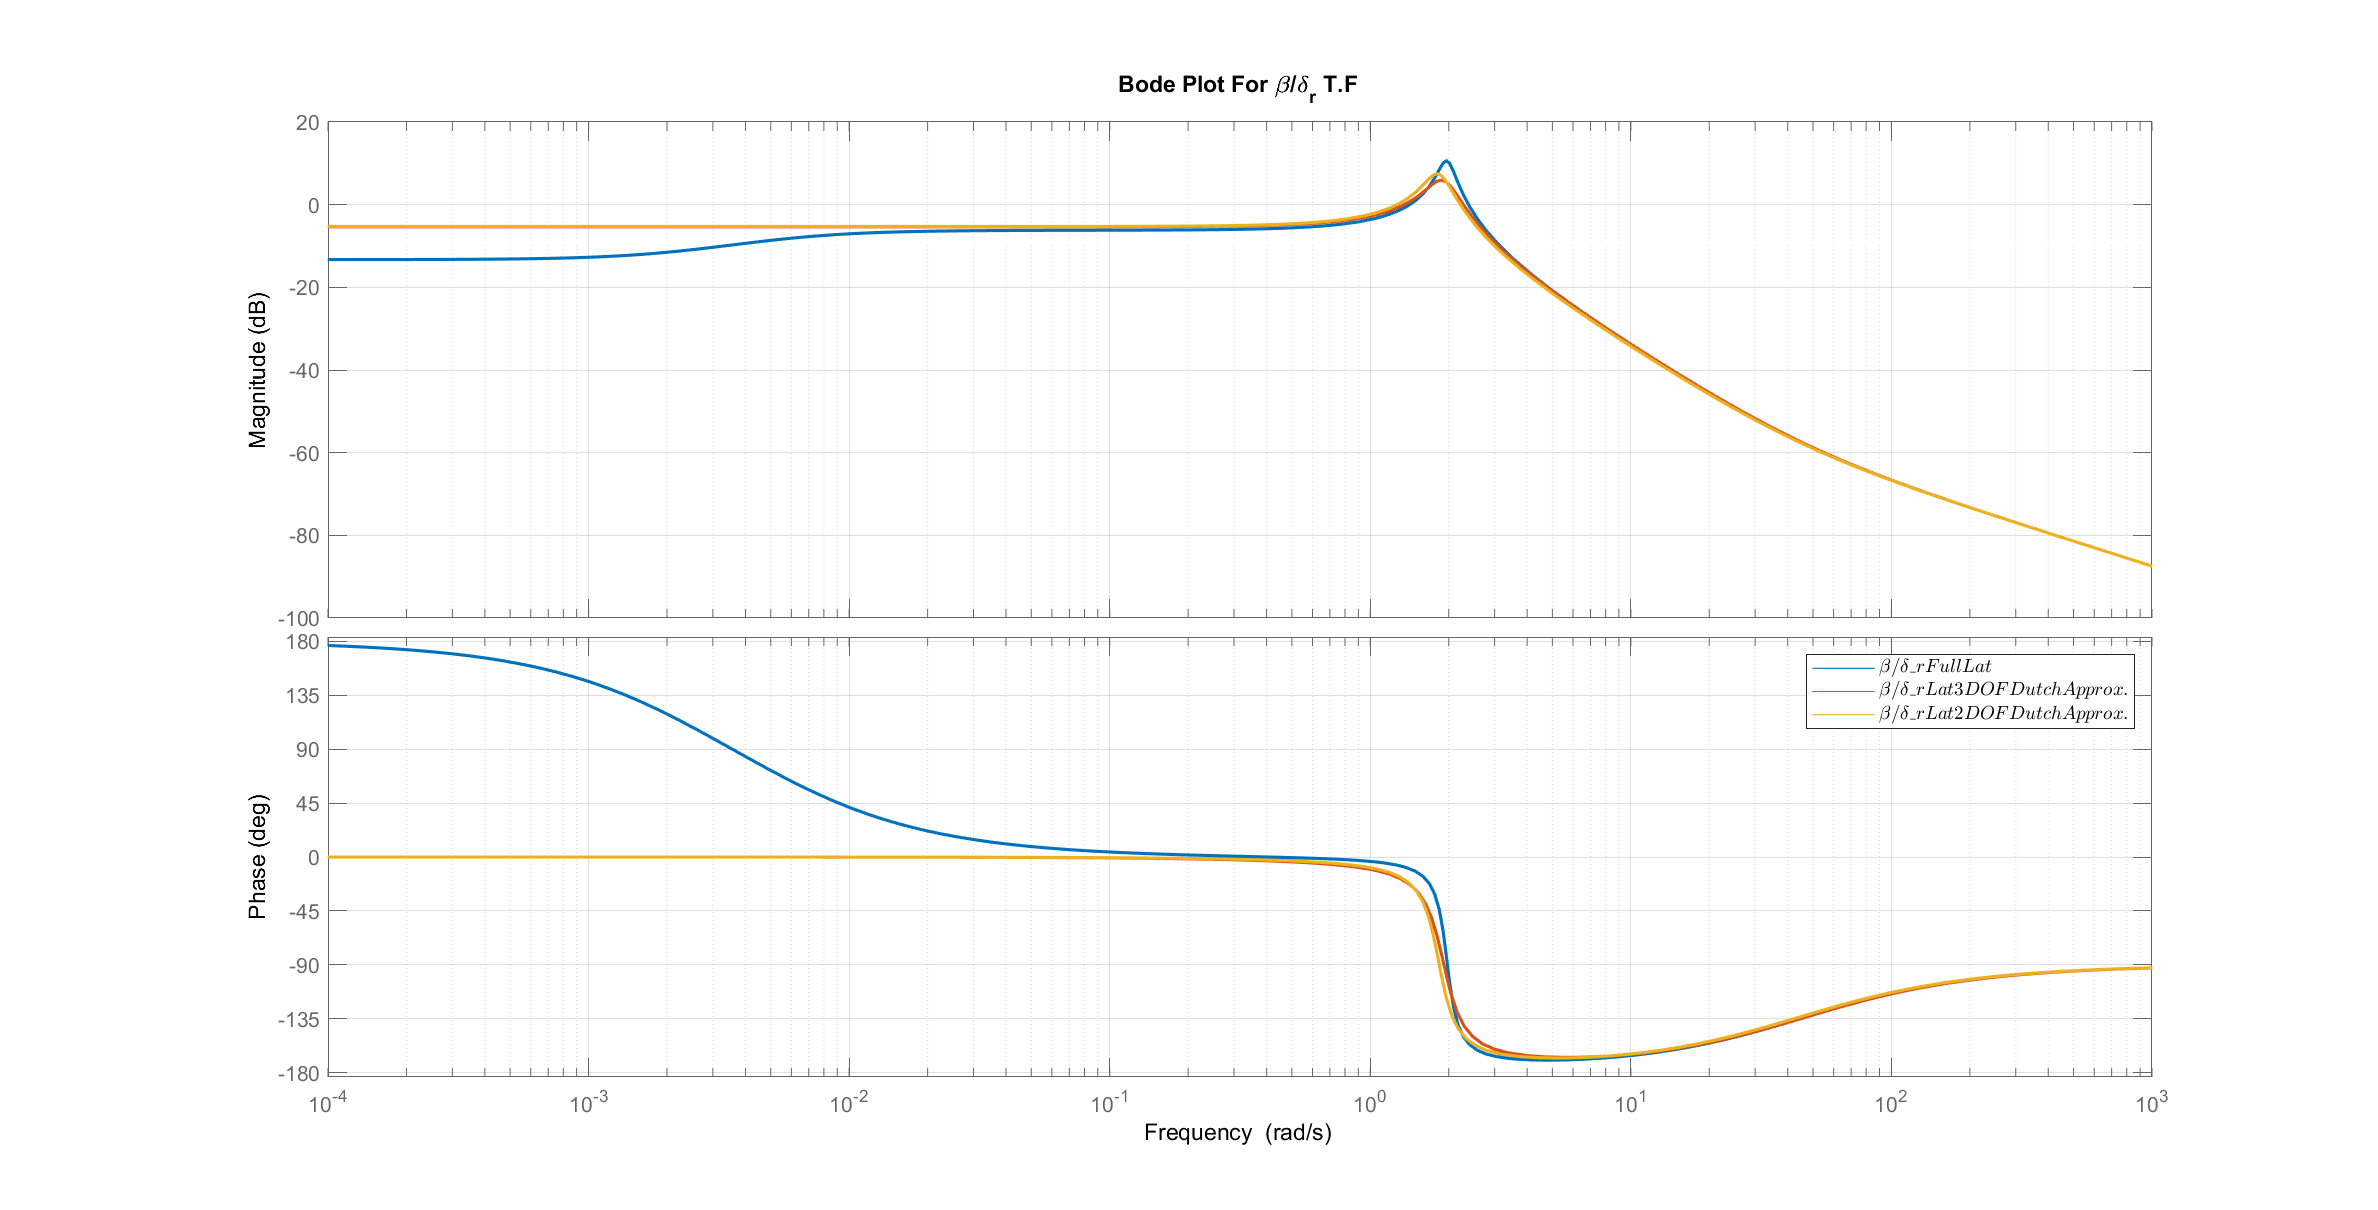 Bode Plot For β/δr T.F
20
0
-20
-40
-60
-80
-100
Magnitude (dB)
180
135
90
45
0
-45
-90
-135
-180
Phase (deg)
β/δ_rFullLat
β/δ_rLat3DOFDutchApprox.
β/δ_rLat2DOFDutchApprox.
10-4 10-3 10-2 10-1 100 101 102 103
Frequency (rad/s)